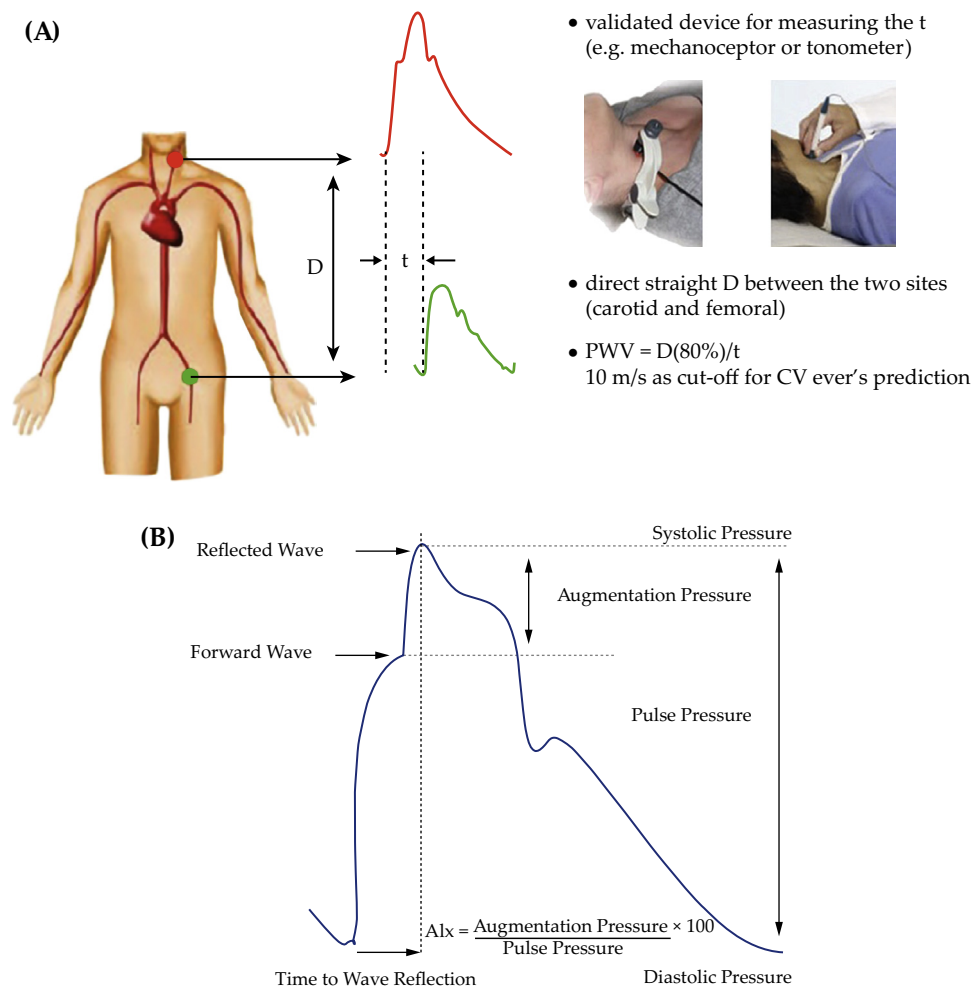 (A)
• validated device for measuring the t
(e.g. mechanoceptor or tonometer)
D
t
• direct straight D between the two sites
(carotid and femoral)
• PWV = D(80%)/t
10 m/s as cut-off for CV ever's prediction
(B)
Systolic Pressure
Reflected Wave
Augmentation Pressure
Forward Wave
Pulse Pressure
AIx = Augmentation Pressure × 100
Pulse Pressure
Time to Wave Reflection
Diastolic Pressure